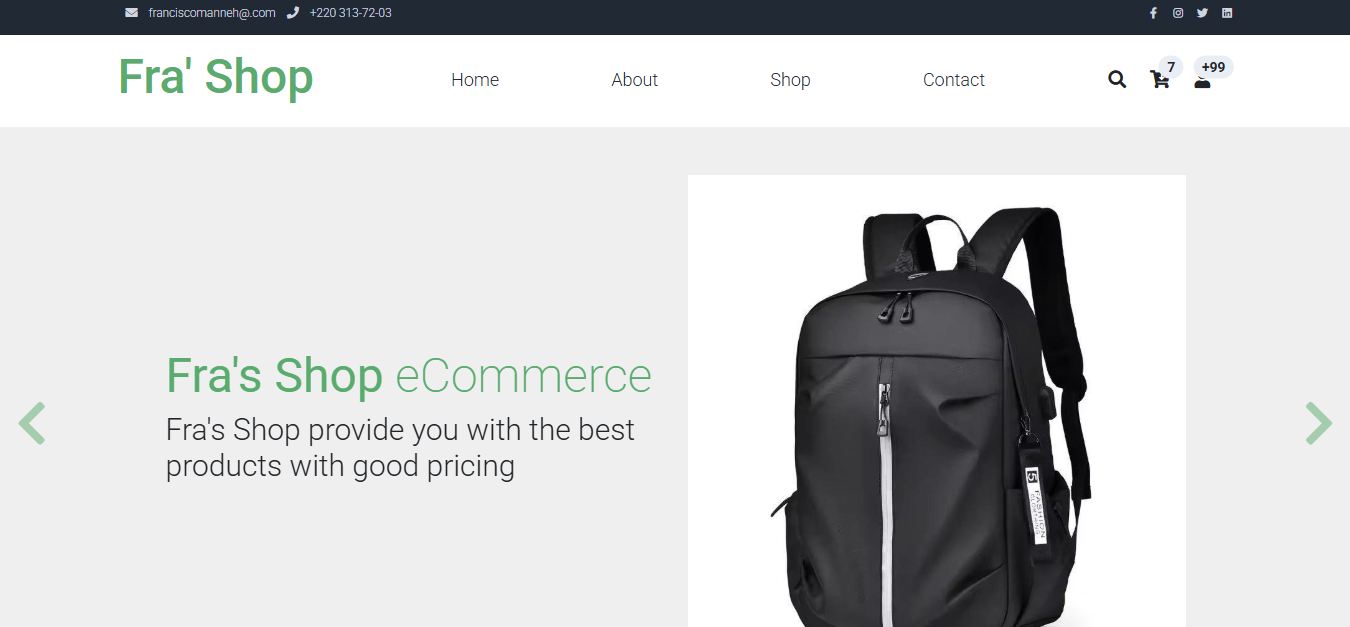 franciscomanneh@.com +220 313-72-03
Fra' Shop
Home About Shop Contact
7 +99
Fra's Shop eCommerce
Fra's Shop provide you with the best
products with good pricing
5
FASHION